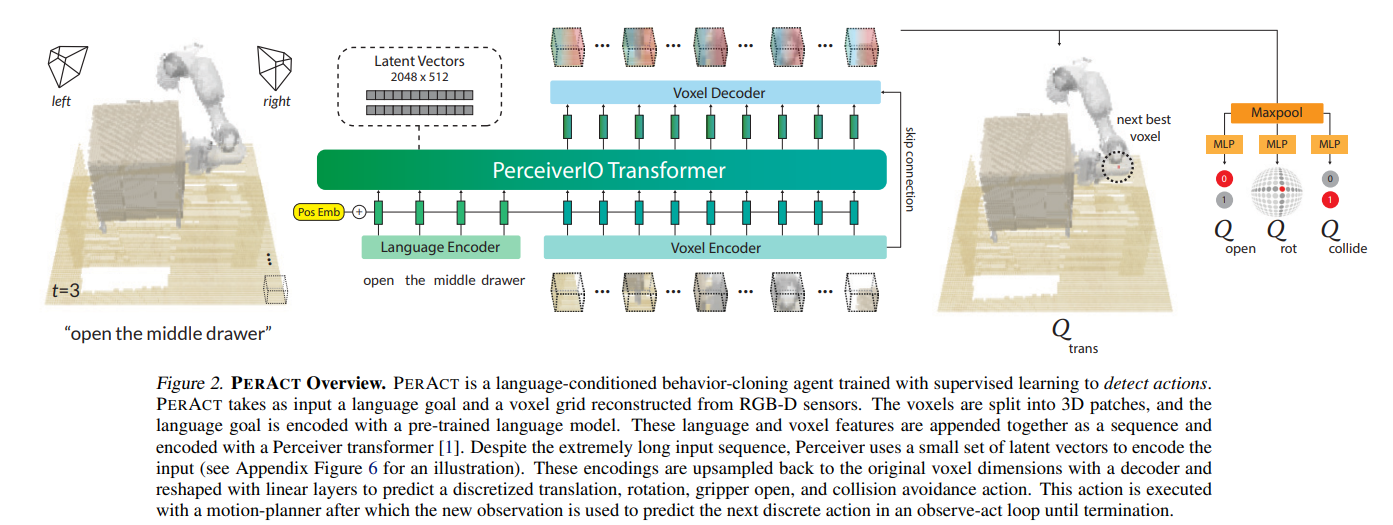 left
right
t=3
"open the middle drawer"
Latent Vectors
2048 x 512
Voxel Decoder
PerceiverIO Transformer
Pos Emb
+
Language Encoder
Voxel Encoder
open the middle drawer
skip connection
next best
voxel
Q trans
Maxpool
MLP MLP MLP
0 0
1 1
Q open Q rot Q collide
Figure 2. PERACT Overview. PERACT is a language-conditioned behavior-cloning agent trained with supervised learning to detect actions.
PERACT takes as input a language goal and a voxel grid reconstructed from RGB-D sensors. The voxels are split into 3D patches, and the
language goal is encoded with a pre-trained language model. These language and voxel features are appended together as a sequence and
encoded with a Perceiver transformer [1]. Despite the extremely long input sequence, Perceiver uses a small set of latent vectors to encode the
input (see Appendix Figure 6 for an illustration). These encodings are upsampled back to the original voxel dimensions with a decoder and
reshaped with linear layers to predict a discretized translation, rotation, gripper open, and collision avoidance action. This action is executed
with a motion-planner after which the new observation is used to predict the next discrete action in an observe-act loop until termination.